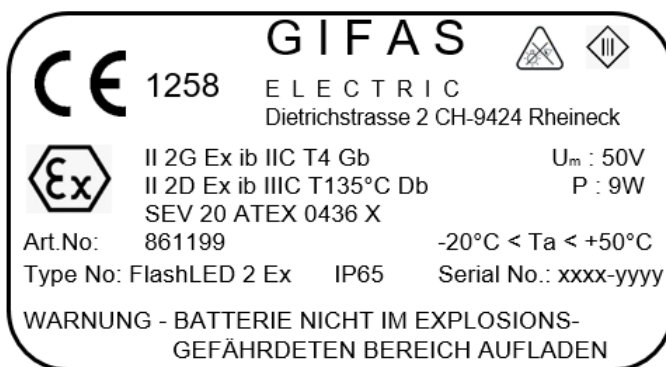 GIFAS
CE 1258 ELECTRIC
Dietrichstrasse 2 CH-9424 Rheineck
III
Ex
II 2G Ex ib IIC T4 Gb Um : 50V
II 2D Ex ib IIIC T135°C Db P : 9W
SEV 20 ATEX 0436 X
Art.No: 861199 -20°C < Ta < +50°C
Type No: FlashLED 2 Ex IP65 Serial No.: xxxx-yyyy
WARNUNG - BATTERIE NICHT IM EXPLOSIONS-
GEFÄHRDETEN BEREICH AUFLADEN